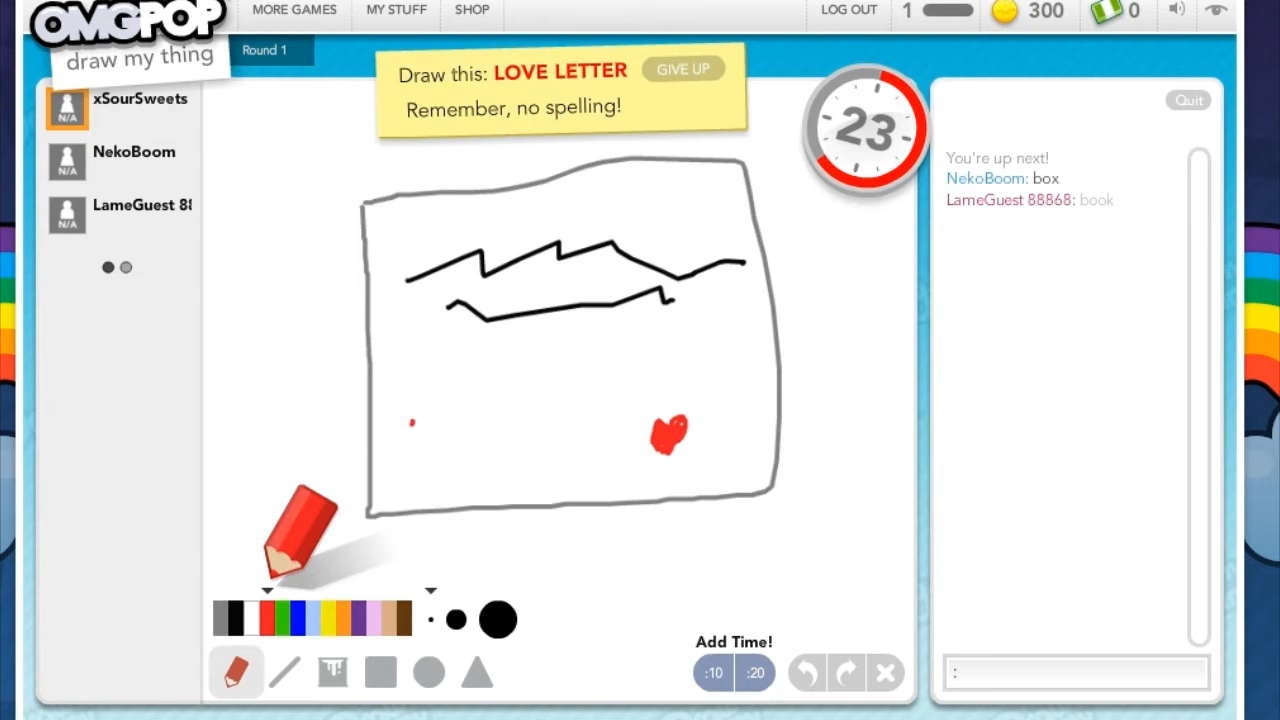 MORE GAMES
MY STUFF
SHOP
LOG OUT
1
300
0
OMGPOP
draw my thing
Round 1
Draw this: LOVE LETTER
GIVE UP
Remember, no spelling!
23
xSourSweets
N/A
NekoBoom
N/A
LameGuest 88
N/A
Quit
You're up next!
NekoBoom: box
LameGuest 88868: book
Add Time!
:10
:20
: